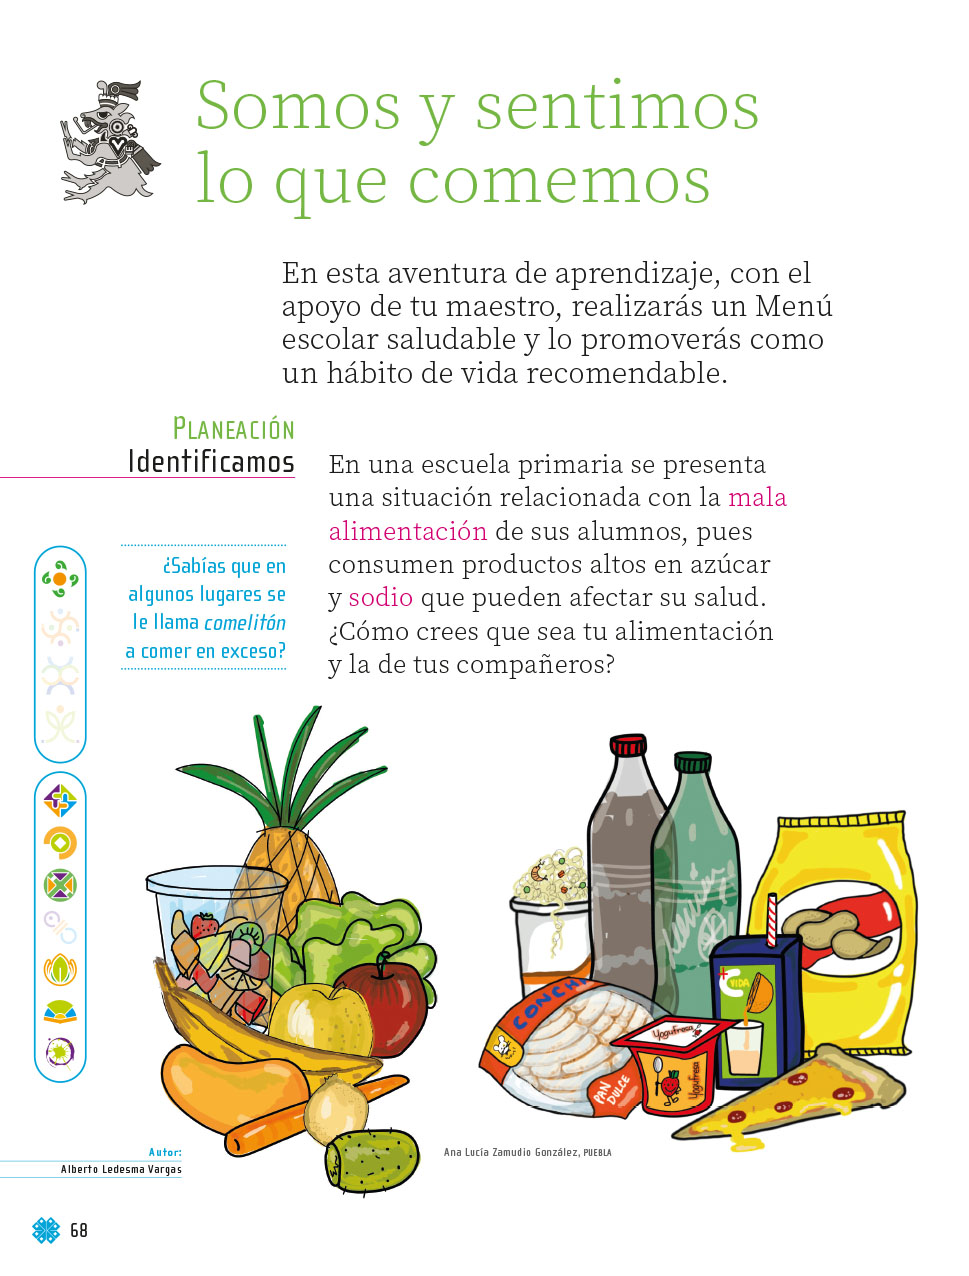 Somos y sentimos
lo que comemos
En esta aventura de aprendizaje, con el
apoyo de tu maestro, realizarás un Menú
escolar saludable y lo promoverás como
un hábito de vida recomendable.
Planeación
Identificamos
En una escuela primaria se presenta
una situación relacionada con la mala
alimentación de sus alumnos, pues
consumen productos altos en azúcar
y sodio que pueden afectar su salud.
¿Cómo crees que sea tu alimentación
y la de tus compañeros?
¿Sabías que en
algunos lugares se
le llama comelitón
a comer en exceso?
CONCHA
PAN
DULCE
Yogufresa
Yogufresa
VIDA
Autor:
Alberto Ledesma Vargas
Ana Lucía Zamudio González, PUEBLA
68